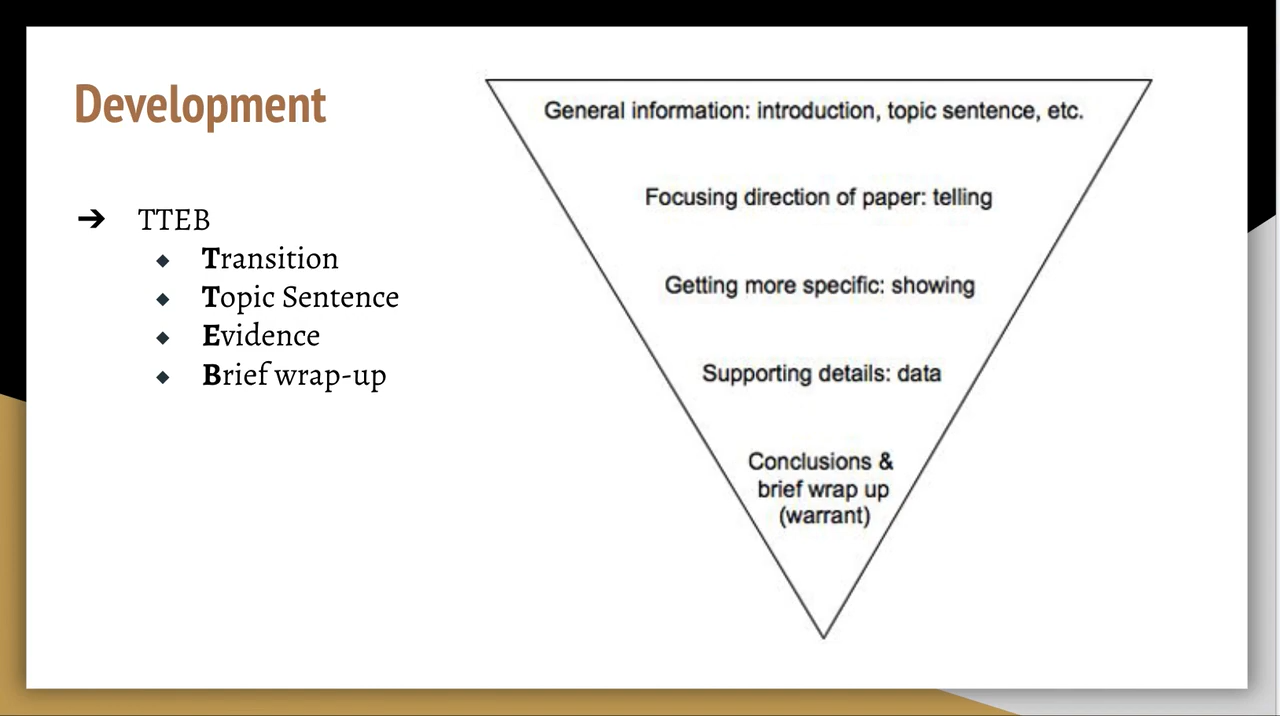 Development
TTEB
Transition
Topic Sentence
Evidence
Brief wrap-up
General information: introduction, topic sentence, etc.
Focusing direction of paper: telling
Getting more specific: showing
Supporting details: data
Conclusions &
brief wrap up
(warrant)